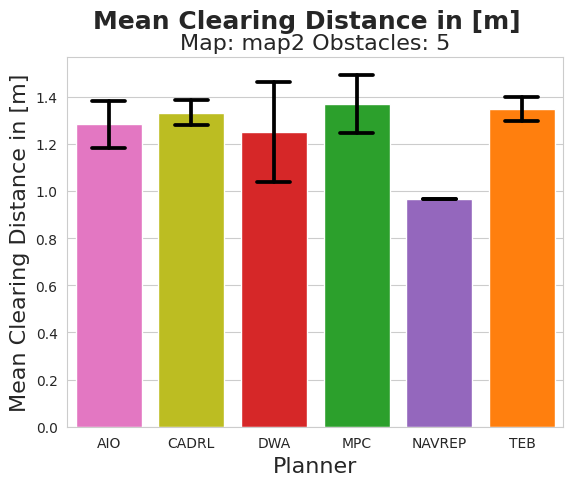 Mean Clearing Distance in [m]
Map: map2 Obstacles: 5
Mean Clearing Distance in [m]
1.4
1.2
1.0
0.8
0.6
0.4
0.2
0.0
AIO CADRL DWA MPC NAVREP TEB
Planner